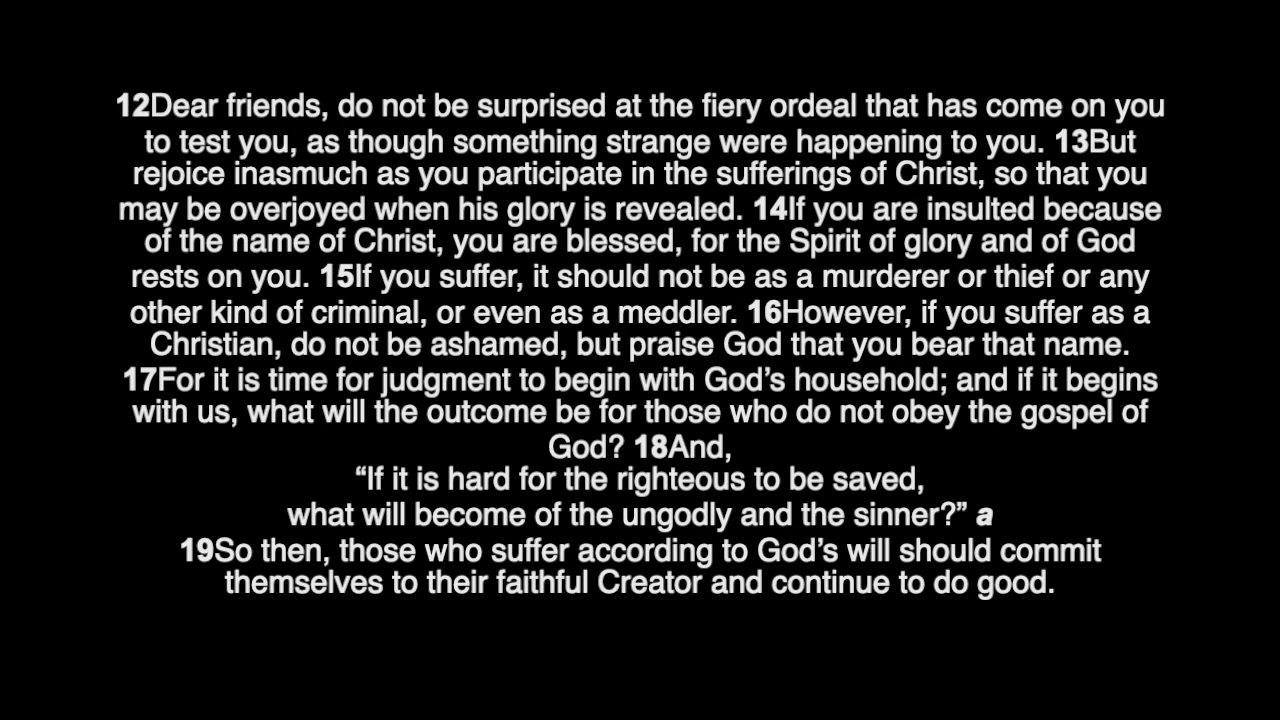 12Dear friends, do not be surprised at the fiery ordeal that has come on you
to test you, as though something strange were happening to you. 13But
rejoice inasmuch as you participate in the sufferings of Christ, so that you
may be overjoyed when his glory is revealed. 14If you are insulted because
of the name of Christ, you are blessed, for the Spirit of glory and of God
rests on you. 15If you suffer, it should not be as a murderer or thief or any
other kind of criminal, or even as a meddler. 16However, if you suffer as a
Christian, do not be ashamed, but praise God that you bear that name.
17For it is time for judgment to begin with God’s household; and if it begins
with us, what will the outcome be for those who do not obey the gospel of
God? 18And,
“If it is hard for the righteous to be saved,
what will become of the ungodly and the sinner?” a
19So then, those who suffer according to God’s will should commit
themselves to their faithful Creator and continue to do good.